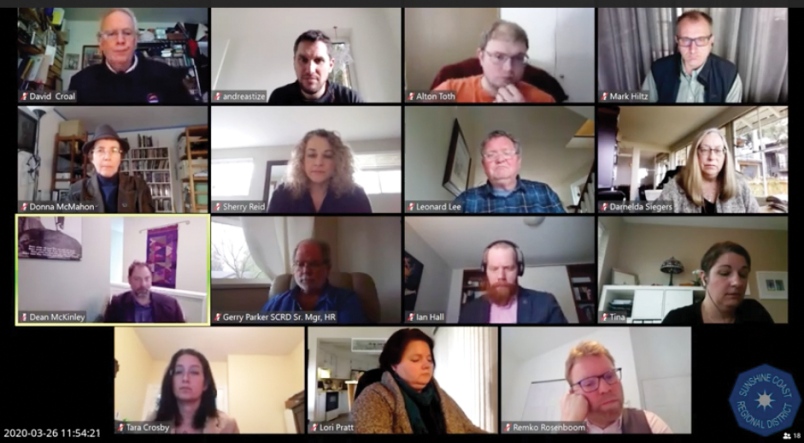 David Croal
andreastize
Alton Toth
Mark Hiltz
Donna McMahon
Sherry Reid
Leonard Lee
Darnelda Siegers
Dean McKinley
Gerry Parker SCRD Sr. Mgr, HR
Ian Hall
Tina
Tara Crosby
Lori Pratt
Remko Rosenboom
SUNSHINE COAST
REGIONAL DISTRICT
2020-03-26 11:54:21
18